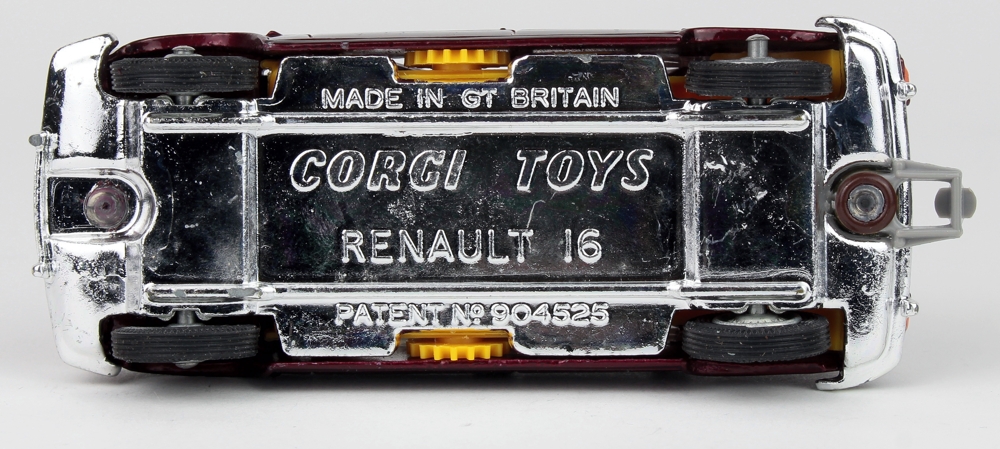 MADE IN GT BRITAIN
CORGI TOYS
RENAULT 16
PATENT Nº 904525